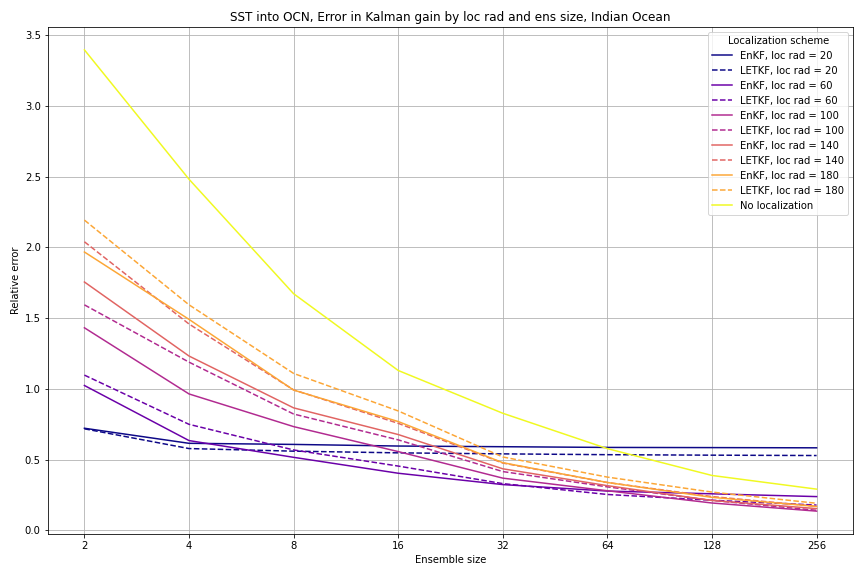 SST into OCN, Error in Kalman gain by loc rad and ens size, Indian Ocean
Localization scheme
EnKF, loc rad = 20
LETKF, loc rad = 20
EnKF, loc rad = 60
LETKF, loc rad = 60
EnKF, loc rad = 100
LETKF, loc rad = 100
EnKF, loc rad = 140
LETKF, loc rad = 140
EnKF, loc rad = 180
LETKF, loc rad = 180
No localization
Relative error
3.5
3.0
2.5
2.0
1.5
1.0
0.5
0.0
2 4 8 16 32 64 128 256
Ensemble size